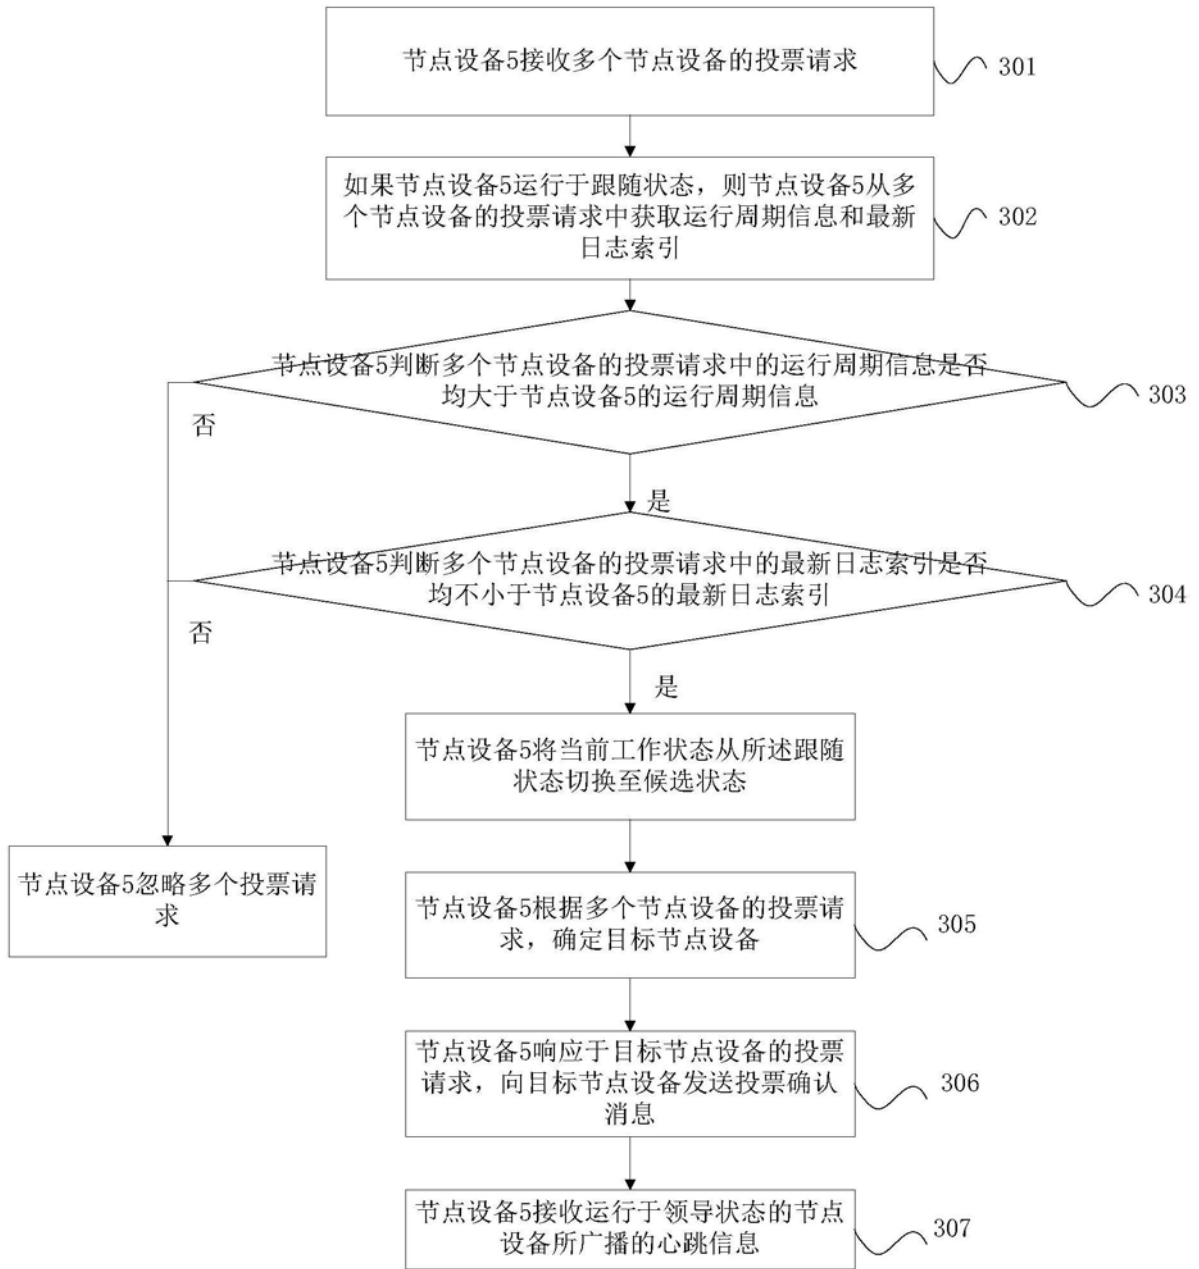 节点设备5接收多个节点设备的投票请求
301
如果节点设备5运行于跟随状态，则节点设备5从多
个节点设备的投票请求中获取运行周期信息和最新
日志索引
302
节点设备5判断多个节点设备的投票请求中的运行周期信息是否
均大于节点设备5的运行周期信息
303
否
是
节点设备5判断多个节点设备的投票请求中的最新日志索引是否
均不小于节点设备5的最新日志索引
304
否
是
节点设备5将当前工作状态从所述跟随
状态切换至候选状态
节点设备5忽略多个投票请
求
节点设备5根据多个节点设备的投票请
求，确定目标节点设备
305
节点设备5响应于目标节点设备的投票
请求，向目标节点设备发送投票确认
消息
306
节点设备5接收运行于领导状态的节点
设备所广播的心跳信息
307